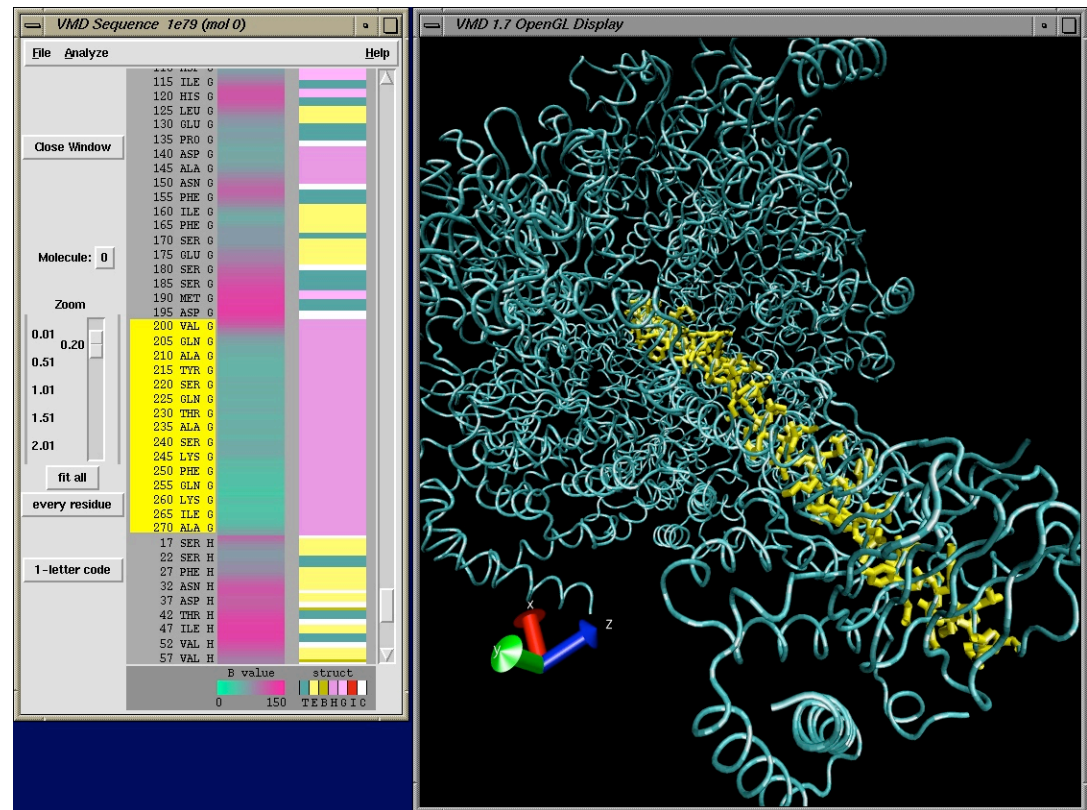 VMD Sequence 1e79 (mol 0)
File Analyze Help
115 ILE G
120 HIS G
125 LEU G
130 GLU G
135 PRO G
140 ASP G
145 ALA G
150 ASN G
155 PHE G
160 ILE G
165 PHE G
170 SER G
175 GLU G
180 SER G
185 SER G
190 MET G
195 ASP G
200 VAL G
205 GLN G
210 ALA G
215 TYR G
220 SER G
225 GLN G
230 THR G
235 ALA G
240 SER G
245 LYS G
250 PHE G
255 GLN G
260 LYS G
265 ILE G
270 ALA G
17 SER H
22 SER H
27 PHE H
32 ASN H
37 ASP H
42 THR H
47 ILE H
52 VAL H
57 VAL H
Close Window
Molecule: 0
Zoom
0.01
0.20
0.51
1.01
1.51
2.01
fit all
every residue
1-letter code
B value
0 150
struct
T E B H G I C
VMD 1.7 OpenGL Display
x
y
Z